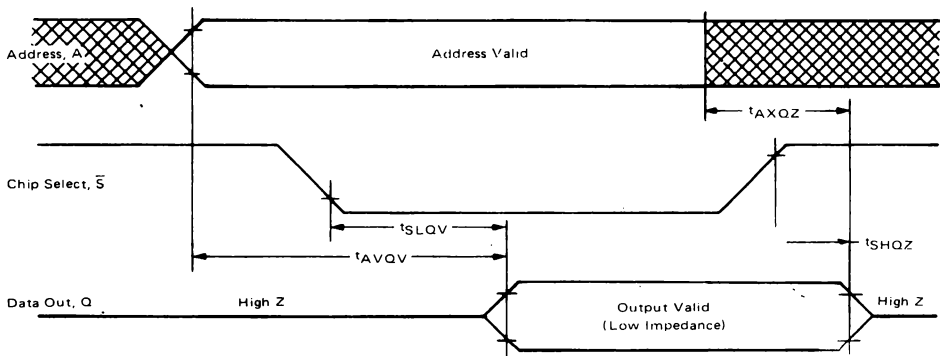 Address, A
Address Valid
tAXQZ
Chip Select, S̅
tSLQV
tSHQZ
tAVQV
Data Out, Q
High Z
Output Valid
(Low Impedance)
High Z